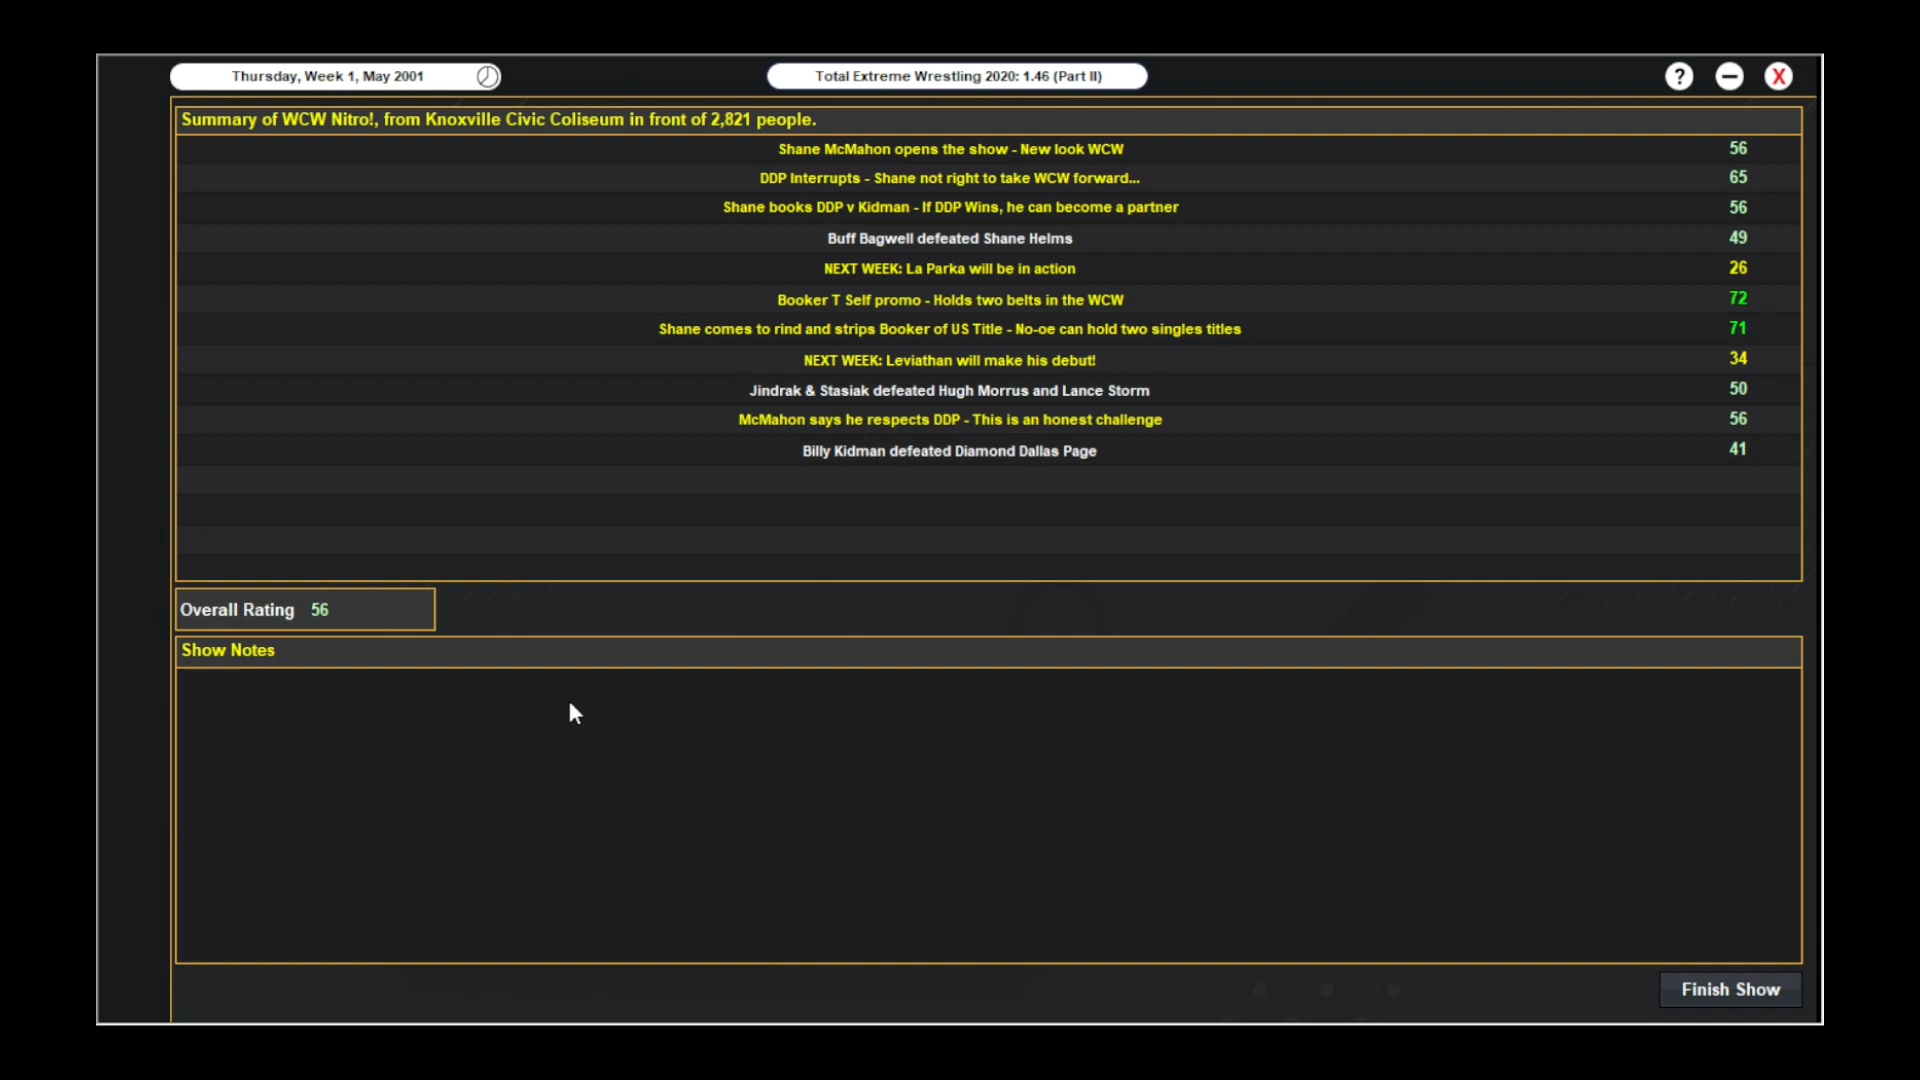 Thursday, Week 1, May 2001
Total Extreme Wrestling 2020: 1.46 (Part II)
?
X
Summary of WCW Nitro!, from Knoxville Civic Coliseum in front of 2,821 people.
Shane McMahon opens the show - New look WCW 56
DDP Interrupts - Shane not right to take WCW forward... 65
Shane books DDP v Kidman - If DDP Wins, he can become a partner 56
Buff Bagwell defeated Shane Helms 49
NEXT WEEK: La Parka will be in action 26
Booker T Self promo - Holds two belts in the WCW 72
Shane comes to rind and strips Booker of US Title - No-oe can hold two singles titles 71
NEXT WEEK: Leviathan will make his debut! 34
Jindrak & Stasiak defeated Hugh Morrus and Lance Storm 50
McMahon says he respects DDP - This is an honest challenge 56
Billy Kidman defeated Diamond Dallas Page 41
Overall Rating 56
Show Notes
Finish Show